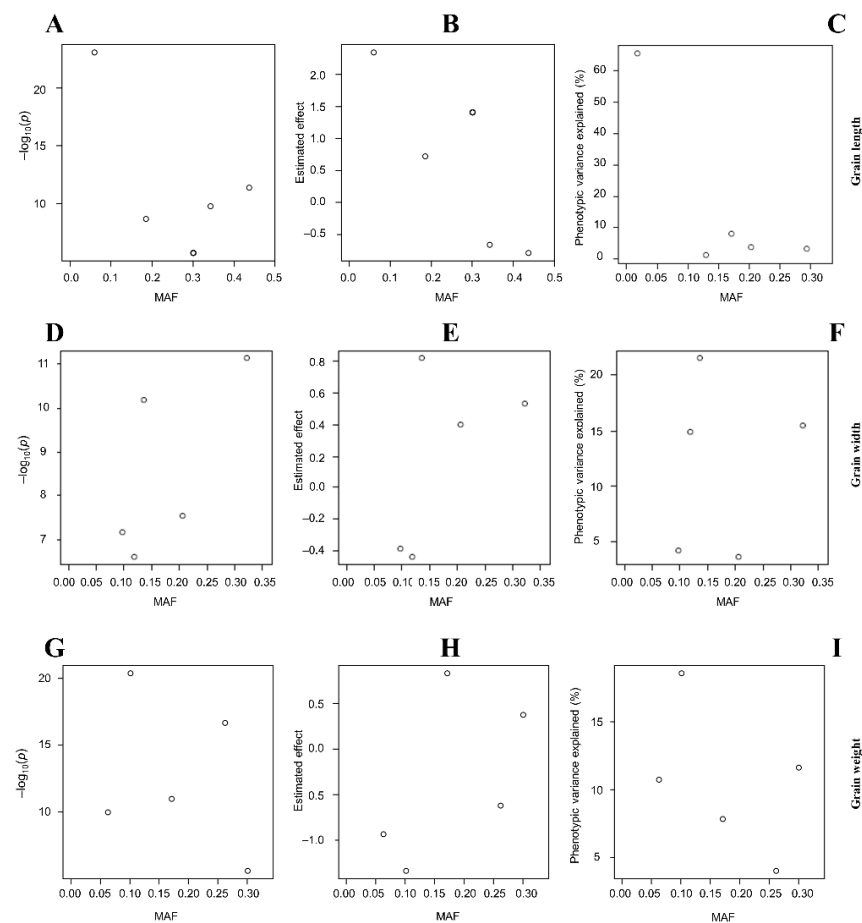 A
B
C
−log10(p)
20
15
10
0.0 0.1 0.2 0.3 0.4 0.5
MAF
Estimated effect
2.0
1.5
1.0
0.5
0.0
−0.5
0.0 0.1 0.2 0.3 0.4 0.5
MAF
Phenotypic variance explained (%)
60
50
40
30
20
10
0
0.00 0.05 0.10 0.15 0.20 0.25 0.30
MAF
Grain length
D
E
F
−log10(p)
11
10
9
8
7
0.00 0.05 0.10 0.15 0.20 0.25 0.30 0.35
MAF
Estimated effect
0.8
0.6
0.4
0.2
0.0
−0.2
−0.4
0.00 0.05 0.10 0.15 0.20 0.25 0.30 0.35
MAF
Phenotypic variance explained (%)
20
15
10
5
0.00 0.05 0.10 0.15 0.20 0.25 0.30 0.35
MAF
Grain width
G
H
I
−log10(p)
20
15
10
0.00 0.05 0.10 0.15 0.20 0.25 0.30
MAF
Estimated effect
0.5
0.0
0.5
−1.0
0.00 0.05 0.10 0.15 0.20 0.25 0.30
MAF
Phenotypic variance explained (%)
15
10
5
0.00 0.05 0.10 0.15 0.20 0.25 0.30
MAF
Grain weight